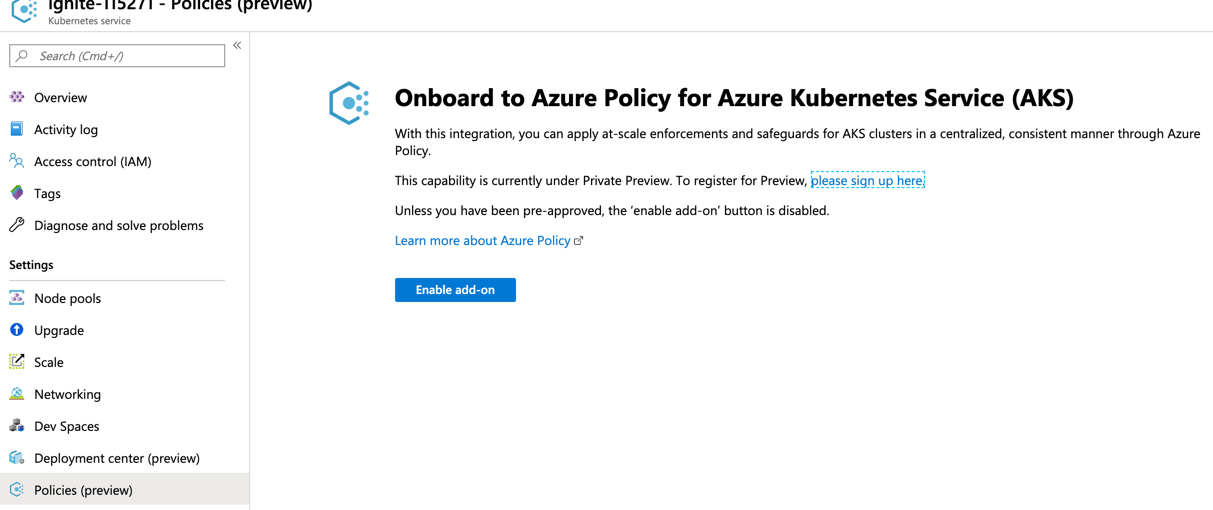 ignite-115271 - Policies (preview)
Kubernetes service
Search (Cmd+/)
«
Overview
Activity log
Access control (IAM)
Tags
Diagnose and solve problems
Settings
Node pools
Upgrade
Scale
Networking
Dev Spaces
Deployment center (preview)
Policies (preview)
Onboard to Azure Policy for Azure Kubernetes Service (AKS)
With this integration, you can apply at-scale enforcements and safeguards for AKS clusters in a centralized, consistent manner through Azure
Policy.
This capability is currently under Private Preview. To register for Preview, please sign up here.
Unless you have been pre-approved, the ‘enable add-on’ button is disabled.
Learn more about Azure Policy
Enable add-on